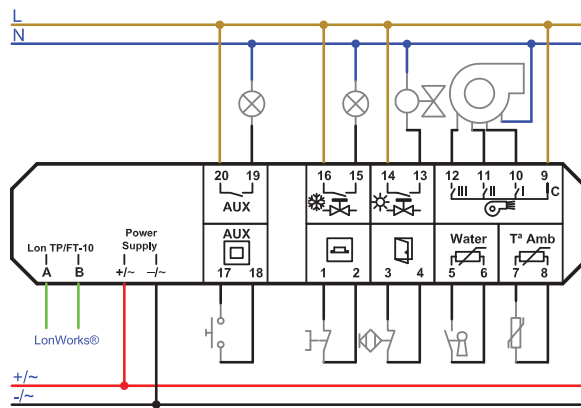 L
N
20 19 16 15 14 13 12 11 10 9
III II I C
AUX
Lon TP/FT-10
Power
Supply
A B +/~ –/~
AUX
Water Tª Amb
17 18 1 2 3 4 5 6 7 8
LonWorks®
+/~
-/~